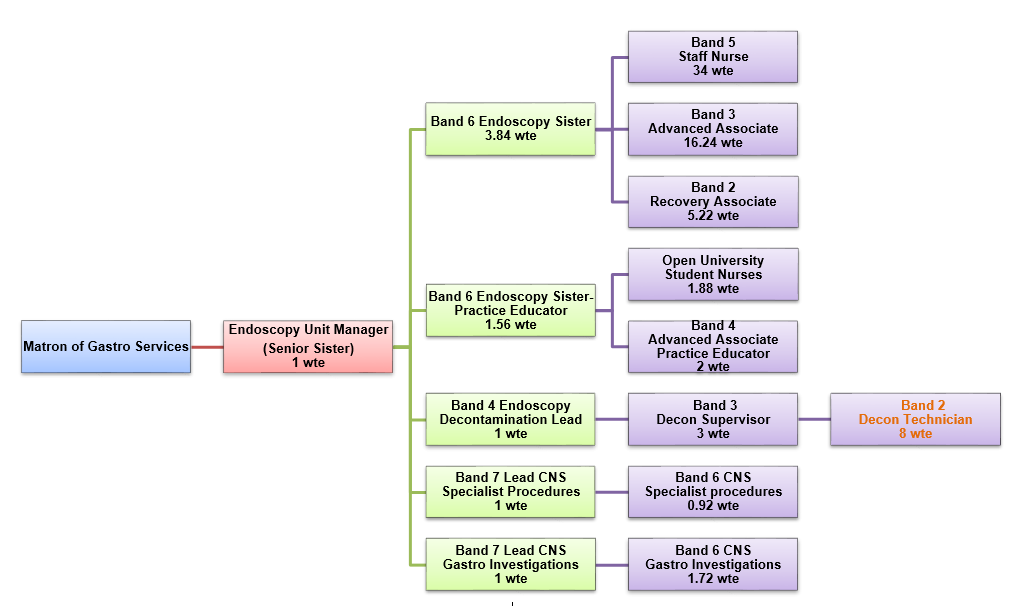 Matron of Gastro Services
Endoscopy Unit Manager
(Senior Sister)
1 wte
Band 6 Endoscopy Sister
3.84 wte
Band 5
Staff Nurse
34 wte
Band 3
Advanced Associate
16.24 wte
Band 2
Recovery Associate
5.22 wte
Band 6 Endoscopy Sister-
Practice Educator
1.56 wte
Open University
Student Nurses
1.88 wte
Band 4
Advanced Associate
Practice Educator
2 wte
Band 4 Endoscopy
Decontamination Lead
1 wte
Band 3
Decon Supervisor
3 wte
Band 2
Decon Technician
8 wte
Band 7 Lead CNS
Specialist Procedures
1 wte
Band 6 CNS
Specialist procedures
0.92 wte
Band 7 Lead CNS
Gastro Investigations
1 wte
Band 6 CNS
Gastro Investigations
1.72 wte